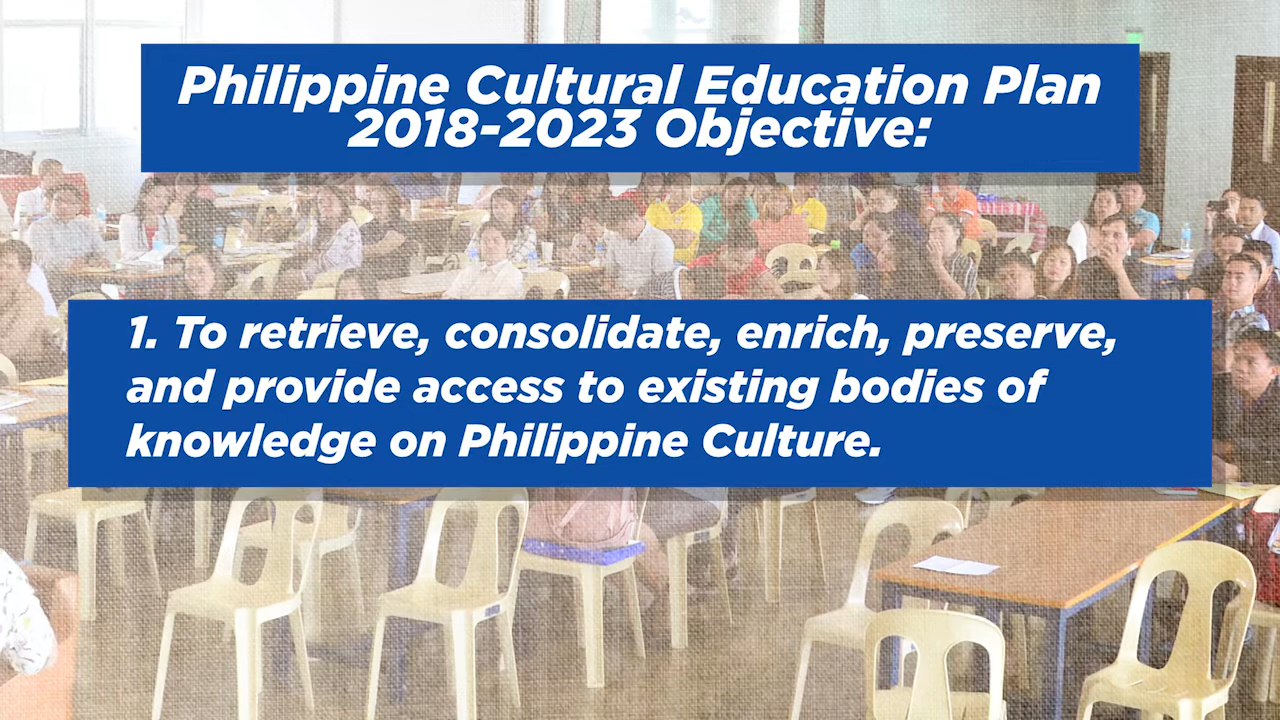 Philippine Cultural Education Plan
2018-2023 Objective:
1. To retrieve, consolidate, enrich, preserve,
and provide access to existing bodies of
knowledge on Philippine Culture.